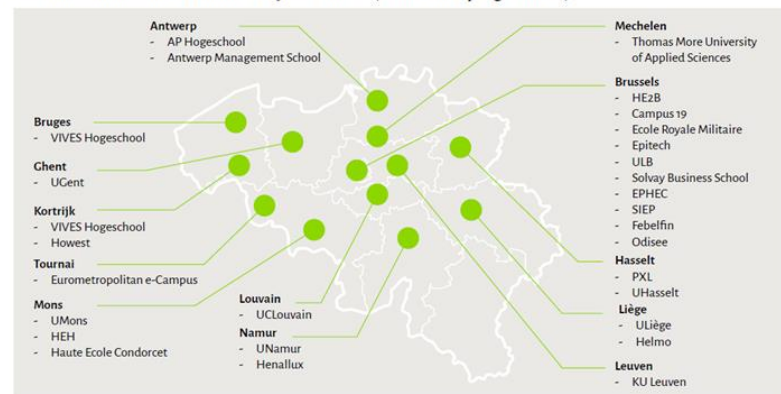 Antwerp
- AP Hogeschool
- Antwerp Management School
Bruges
- VIVES Hogeschool
Ghent
- UGent
Kortrijk
- VIVES Hogeschool
- Howest
Tournai
- Eurometropolitan e-Campus
Mons
- UMons
- HEH
- Haute Ecole Condorcet
Louvain
- UCLouvain
Namur
- UNamur
- Henallux
Mechelen
- Thomas More University
of Applied Sciences
Brussels
- HE2B
- Campus 19
- Ecole Royale Militaire
- Epitech
- ULB
- Solvay Business School
- EPHEC
- SIEP
- Febelfin
- Odisee
Hasselt
- PXL
- UHasselt
Liège
- ULiège
- Helmo
Leuven
- KU Leuven